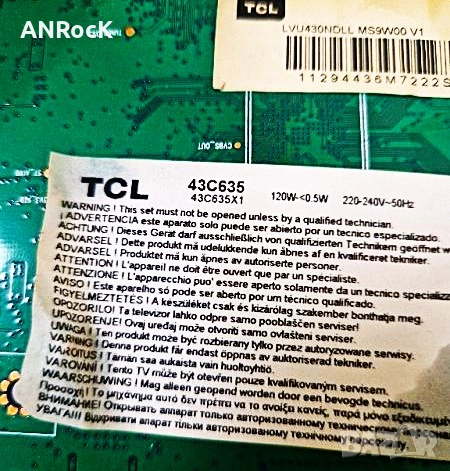 ANRocK
TCL
LVU430NDLL MS9W00 V1
11294436M7222S
CVBS_OUT
TCL 43C635
43C635X1 120W-<0.5W 220-240V~50Hz
WARNING ! This set must not be opened unless by a qualified technician.
¡ ADVERTENCIA ! este aparato solo puede ser abierto por un técnico especializado.
ACHTUNG ! Dieses Gerät darf ausschließlich von qualifizierten Technikern geöffnet w
ADVARSEL ! Dette produkt må udelukkende kun åbnes af en kvalificeret tekniker.
ADVARSEL ! Produktet må kun åpnes av autoriserte personer.
ATTENTION ! L'appareil ne doit être ouvert que par un spécialiste.
ATTENZIONE ! L'apparecchio puo' essere aperto solamente da un tecnico specializ
AVISO ! Este aparelho só pode ser aberto por um técnico qualificado.
FIGYELMEZTETÉS ! A készüléket csak és kizárólag szakember bonthatja meg.
OPOZORILO! Ta televizor lahko odpre samo pooblaščen serviser!
UPOZORENJE! Ovaj uređaj može otvoriti samo ovlašteni serviser.
UWAGA ! Ten produkt może być rozbierany tylko przez autoryzowane serwisy.
VARNING ! Denna produkt får endast öppnas av auktoriserad tekniker.
VAROITUS ! Tämän saa aukaista vain huoltoyhtiö.
VAROVÁNÍ ! Tento TV může být otevřen pouze kvalifikovaným servisem.
WAARSCHUWING ! Mag alleen geopend worden door een bevoegde technicus.
Προσοχή ! Το μηχάνημα αυτό δεν πρέπει να το ανοίξει κανείς, παρά μόνο εξειδικευμέ
ВНИМАНИЕ! Открывать аппарат только авторизованному техническому
УВАГА!!! Відкривати апарат тільки авторизованому технічному персоналу.